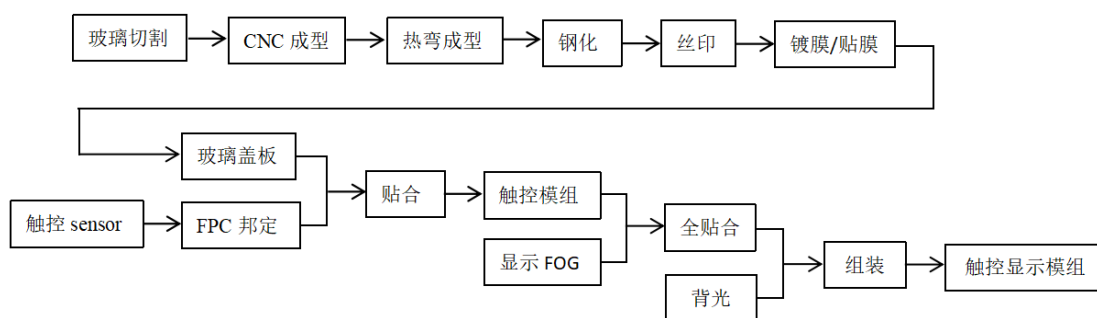 玻璃切割
CNC 成型
热弯成型
钢化
丝印
镀膜/贴膜
玻璃盖板
触控 sensor
FPC 邦定
贴合
触控模组
显示 FOG
全贴合
背光
组装
触控显示模组